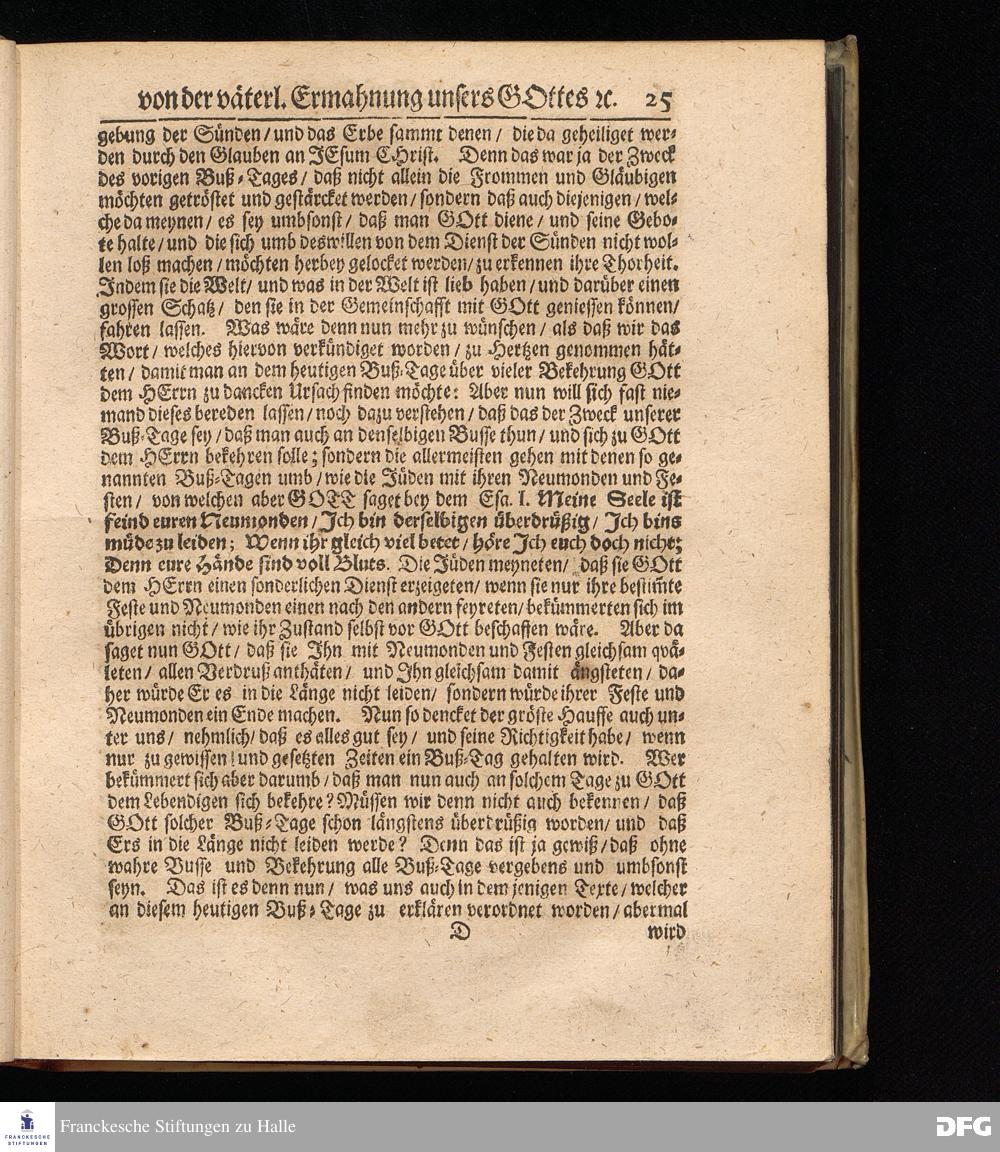 von der väterl. Ermahnung unsers GOttes ꝛc. 25
gebung der Sünden / und das Erbe sammt denen / die da geheiliget wer-
den durch den Glauben an JEsum CHrist. Denn das war ja der Zweck
des vorigen Buß-Tages / daß nicht allein die Frommen und Gläubigen
möchten getröstet und gestärcket werden / sondern daß auch diejenigen / wel-
che da meynen / es sey umbsonst / daß man GOtt diene / und seine Gebo-
te halte / und die sich umb deswillen von dem Dienst der Sünden nicht wol-
len loß machen / möchten herbey gelocket werden / zu erkennen ihre Thorheit.
Indem sie die Welt / und was in der Welt ist lieb haben / und darüber einen
grossen Schatz / den sie in der Gemeinschafft mit GOtt geniessen können /
fahren lassen. Was wäre denn nun mehr zu wünschen / als daß wir das
Wort / welches hiervon verkündiget worden / zu Hertzen genommen hät-
ten / damit man an dem heutigen Buß-Tage über vieler Bekehrung GOtt
dem HErrn zu dancken Ursach finden möchte: Aber nun will sich fast nie-
mand dieses bereden lassen / noch dazu verstehen / daß das der Zweck unserer
Buß-Tage sey / daß man auch an denselbigen Busse thun / und sich zu GOtt
dem HErrn bekehren solle; sondern die allermeisten gehen mit denen so ge-
nannten Buß-Tagen umb / wie die Jüden mit ihren Neumonden und Fe-
sten / von welchen aber GOTT saget bey dem Esa. I. Meine Seele ist
feind euren Neumonden / Ich bin derselbigen überdrüßig / Ich bins
müde zu leiden; Wenn ihr gleich viel betet / höre Ich euch doch nicht;
Denn eure Hände sind voll Bluts. Die Jüden meyneten / daß sie GOtt
dem HErrn einen sonderlichen Dienst erzeigeten / wenn sie nur ihre bestim̃te
Feste und Neumonden einen nach den andern feyreten / bekümmerten sich im
übrigen nicht / wie ihr Zustand selbst vor GOtt beschaffen wäre. Aber da
saget nun GOtt / daß sie Ihn mit Neumonden und Festen gleichsam qvä-
leten / allen Verdruß anthäten / und Ihn gleichsam damit ängsteten / da-
her würde Er es in die Länge nicht leiden / sondern würde ihrer Feste und
Neumonden ein Ende machen. Nun so dencket der gröste Hauffe auch un-
ter uns / nehmlich / daß es alles gut sey / und seine Richtigkeit habe / wenn
nur zu gewissen / und gesetzten Zeiten ein Buß-Tag gehalten wird. Wer
bekümmert sich aber darumb / daß man nun auch an solchem Tage zu GOtt
dem Lebendigen sich bekehre? Müssen wir denn nicht auch bekennen / daß
GOtt solcher Buß-Tage schon längstens überdrüßig worden / und daß
Ers in die Länge nicht leiden werde? Denn das ist ja gewiß / daß ohne
wahre Busse und Bekehrung alle Buß-Tage vergebens und umbsonst
seyn. Das ist es denn nun / was uns auch in dem jenigen Texte / welcher
an diesem heutigen Buß-Tage zu erklären verordnet worden / abermal
D wird
FRANCKESCHE
STIFTUNGEN
Franckesche Stiftungen zu Halle
DFG